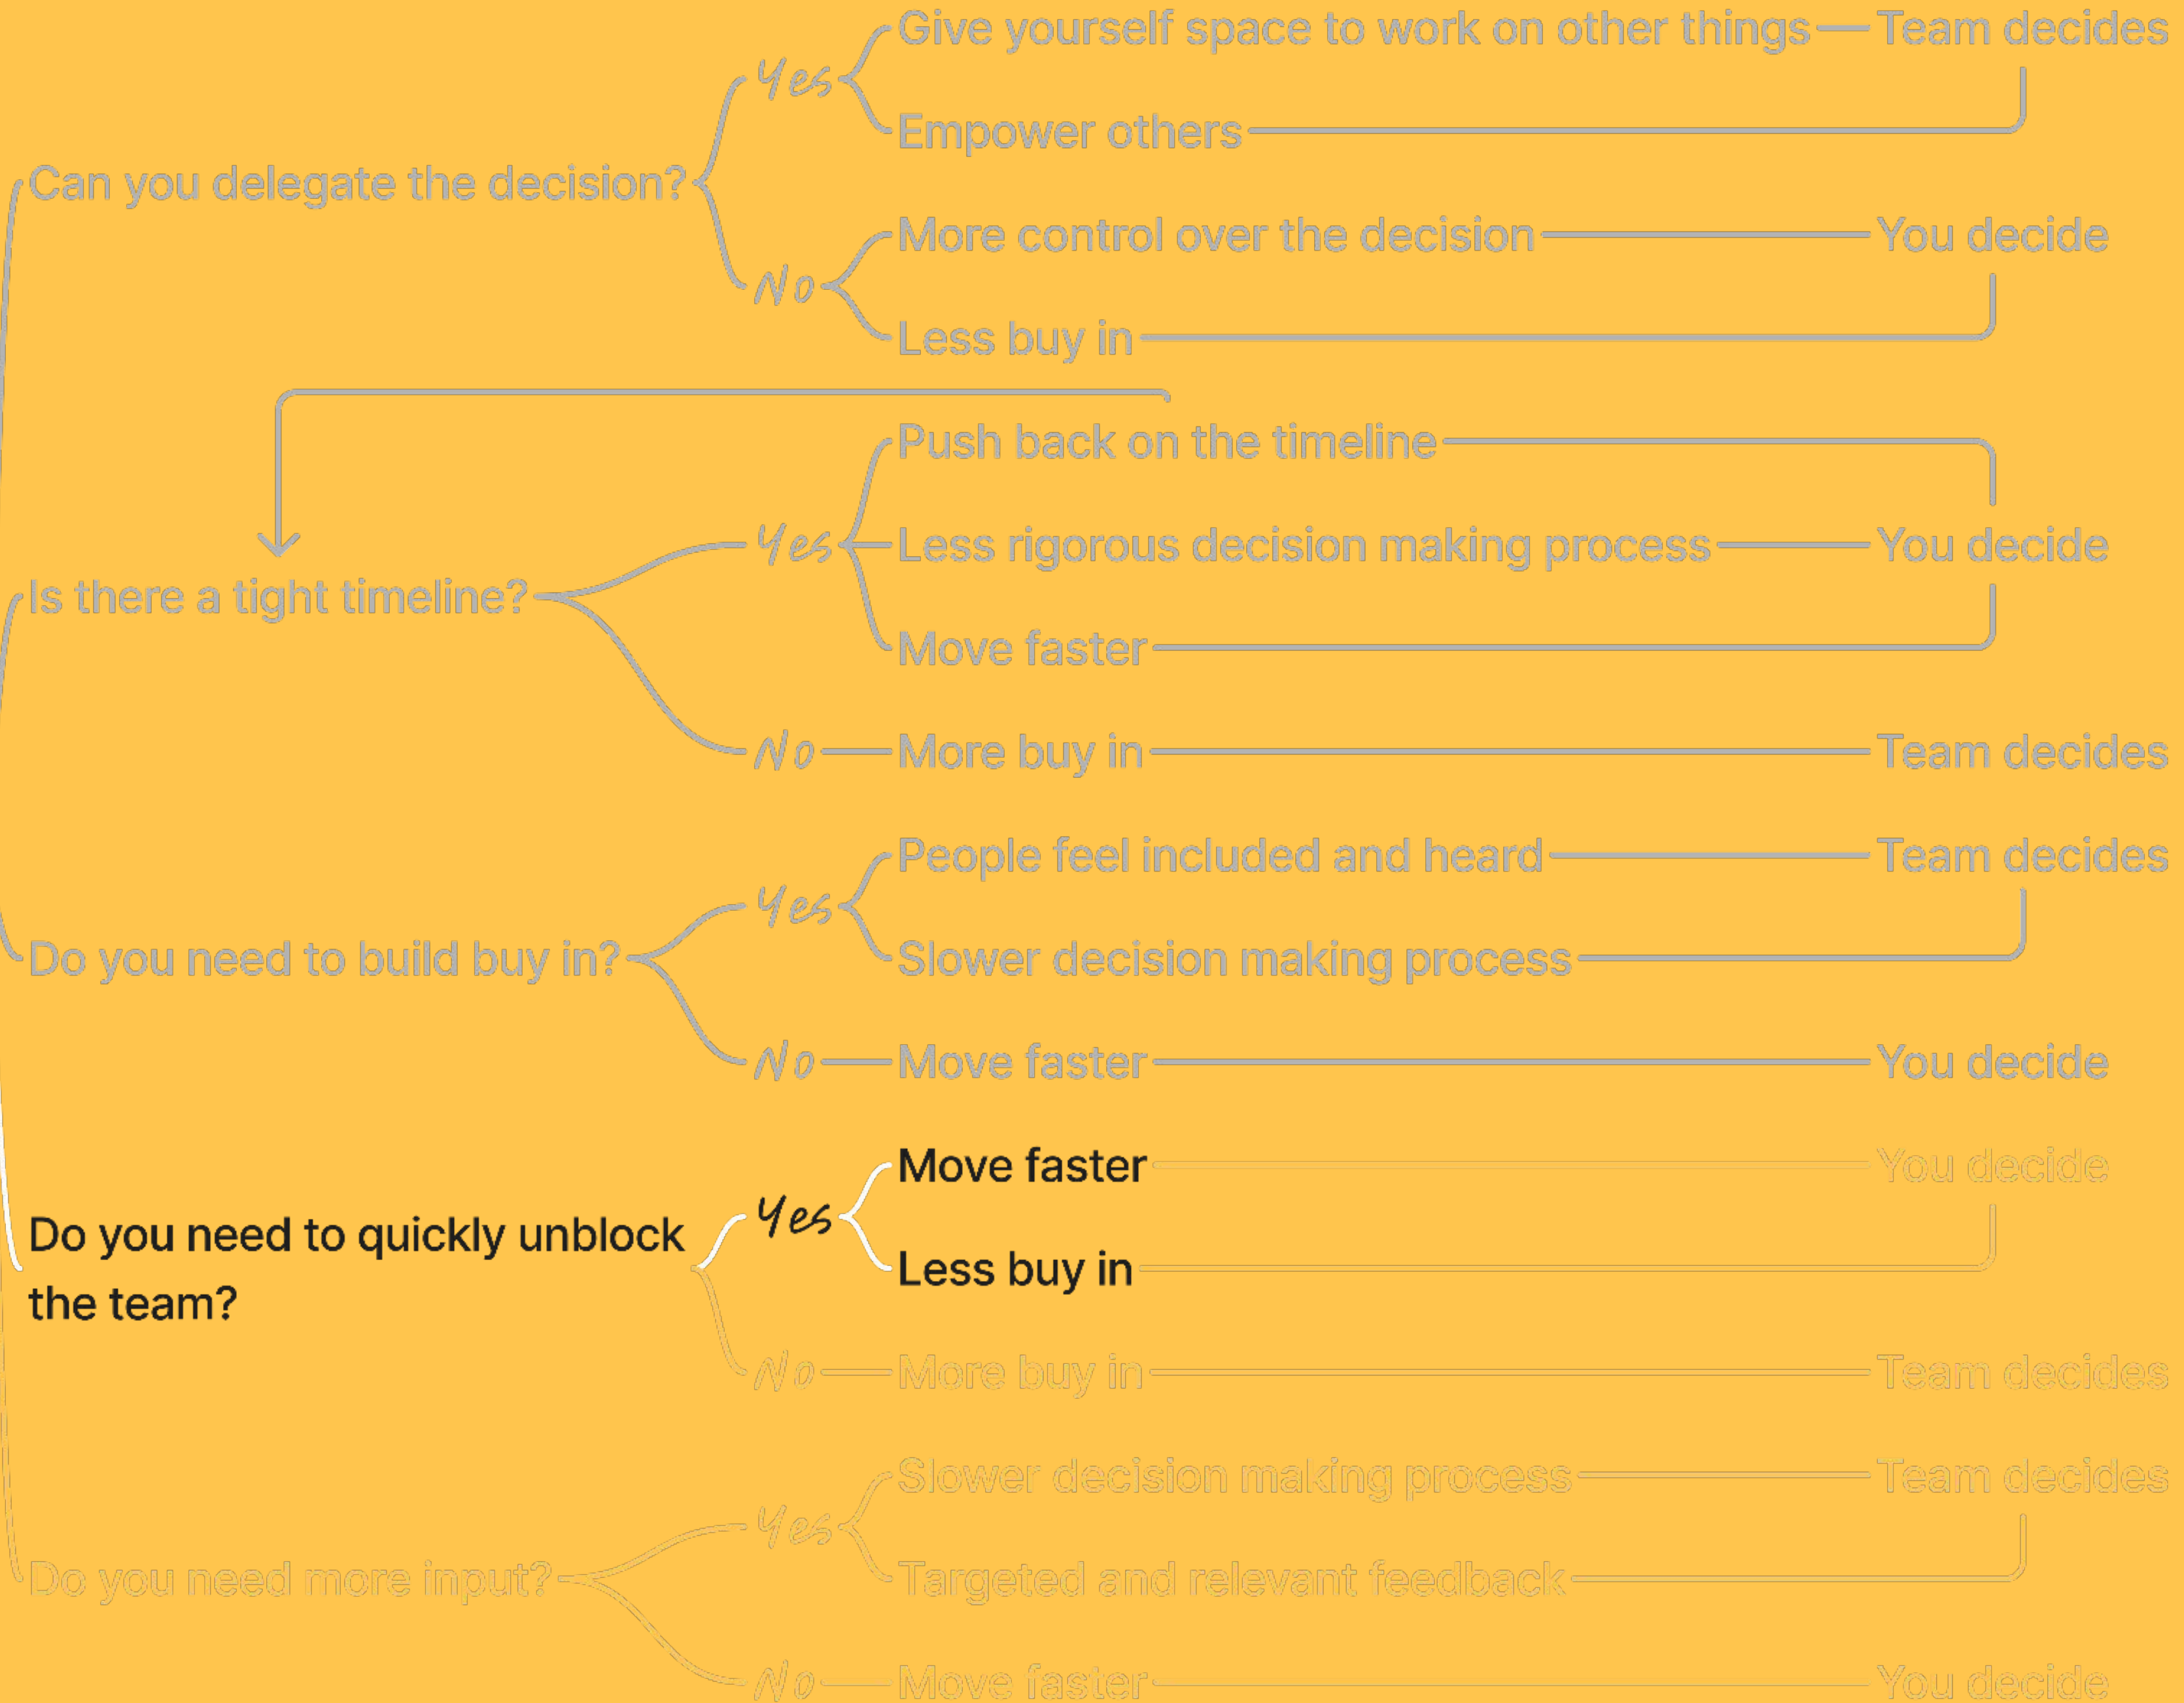 Give yourself space to work on other things
Team decides
Yes
Empower others
Can you delegate the decision?
More control over the decision
You decide
No
Less buy in
Push back on the timeline
Yes
Less rigorous decision making process
You decide
Is there a tight timeline?
Move faster
No
More buy in
Team decides
People feel included and heard
Team decides
Yes
Do you need to build buy in?
Slower decision making process
No
Move faster
You decide
Move faster
You decide
Yes
Do you need to quickly unblock
the team?
Less buy in
No
More buy in
Team decides
Slower decision making process
Team decides
Yes
Do you need more input?
Targeted and relevant feedback
No
Move faster
You decide